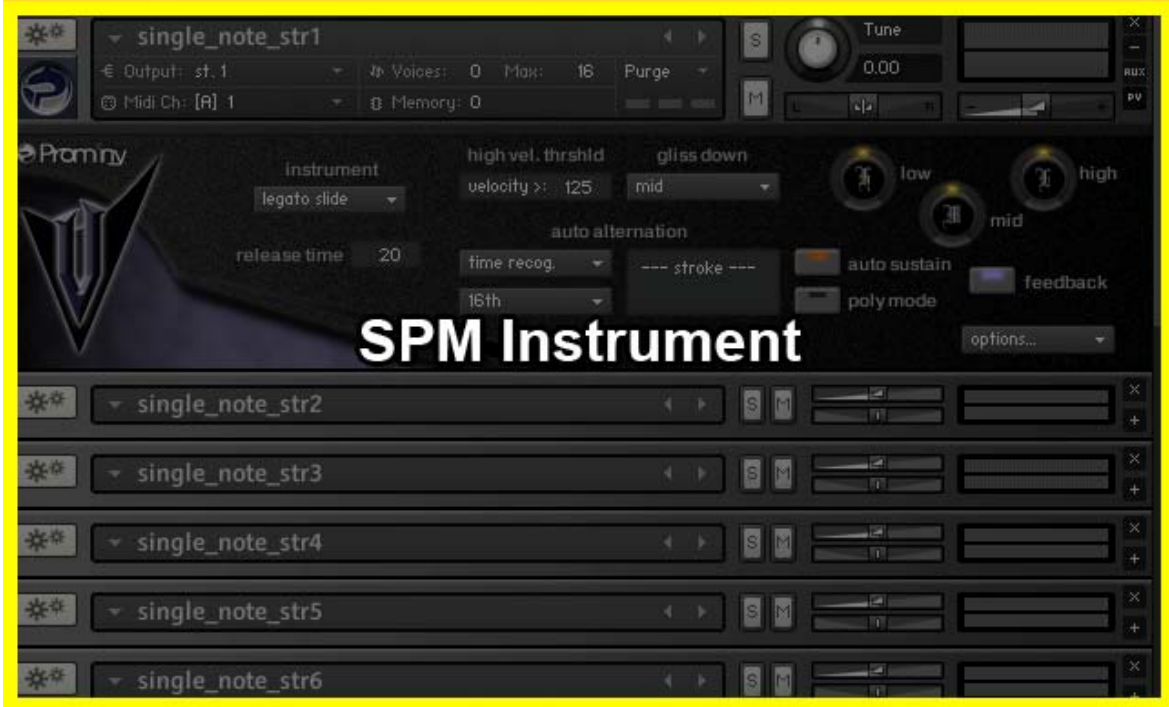 single_note_str1
S
Tune
Output: st. 1
Voices: 0 Max: 16
Purge
0.00
AUX
Midi Ch: [A] 1
Memory: 0
M
PV
Prominy
instrument
high vel. thrshld
gliss down
low
high
legato slide
velocity >: 125
mid
mid
auto alternation
release time 20
time recog.
--- stroke ---
auto sustain
feedback
16th
poly mode
SPM Instrument
options...
single_note_str2
S M
single_note_str3
S M
single_note_str4
S M
single_note_str5
S M
single_note_str6
S M